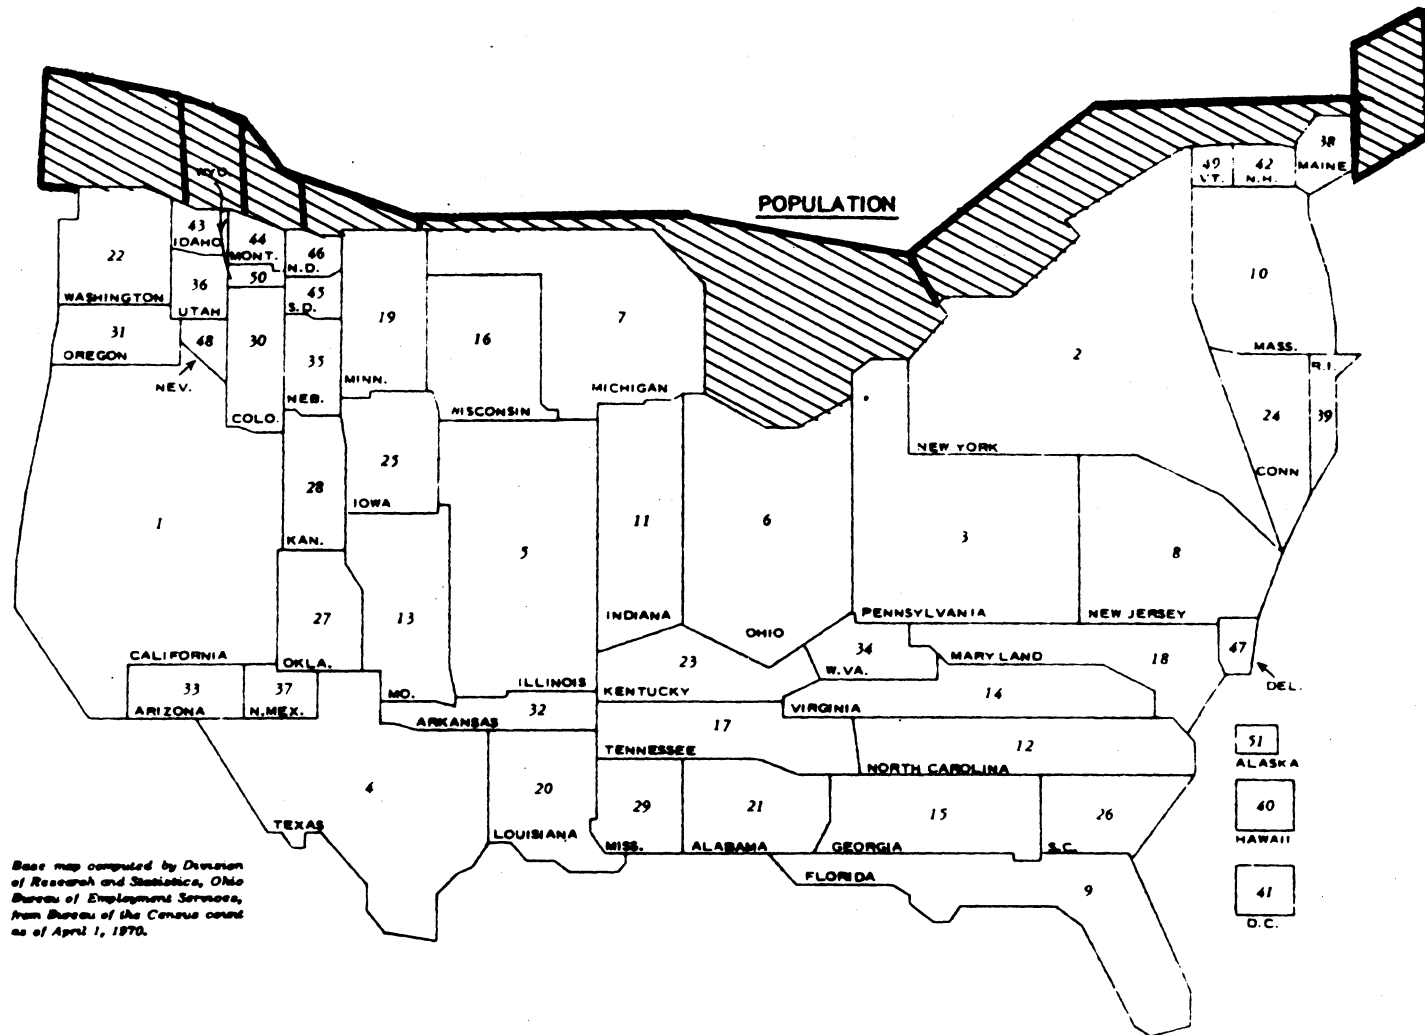 POPULATION
38
MAINE
49
VT.
42
N.H.
WYO.
43
IDAHO
44
MONT.
46
N.D.
22
WASHINGTON
36
UTAH
50
45
S.D.
19
MINN.
16
WISCONSIN
7
MICHIGAN
2
NEW YORK
10
MASS.
R.I.
39
24
CONN
31
OREGON
48
NEV.
30
COLO.
35
NEB.
25
IOWA
28
KAN.
1
CALIFORNIA
5
ILLINOIS
11
INDIANA
6
OHIO
3
PENNSYLVANIA
8
NEW JERSEY
27
OKLA.
13
MO.
23
KENTUCKY
34
W.VA.
MARYLAND
18
47
DEL.
33
ARIZONA
37
N.MEX.
32
ARKANSAS
14
VIRGINIA
17
TENNESSEE
12
NORTH CAROLINA
4
TEXAS
20
LOUISIANA
29
MISS.
21
ALABAMA
15
GEORGIA
26
S.C.
FLORIDA
9
51
ALASKA
40
HAWAII
41
D.C.
Base map computed by Division
of Research and Statistics, Ohio
Bureau of Employment Services,
from Bureau of the Census count
as of April 1, 1970.